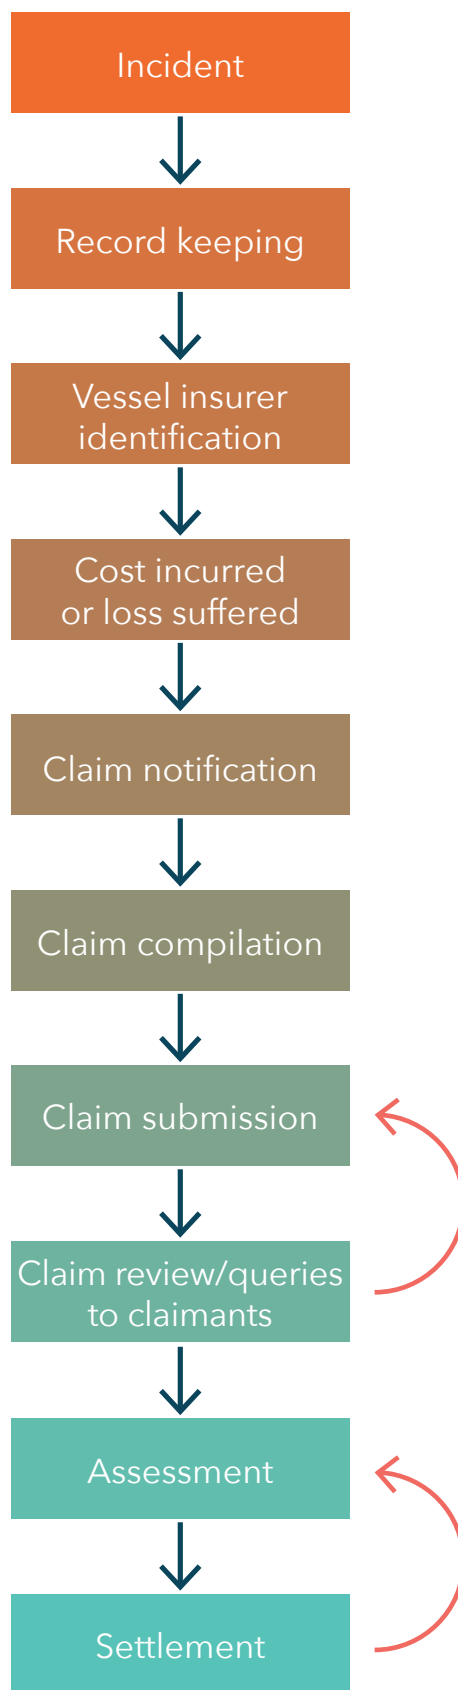 Incident
Record keeping
Vessel insurer
identification
Cost incurred
or loss suffered
Claim notification
Claim compilation
Claim submission
Claim review/queries
to claimants
Assessment
Settlement